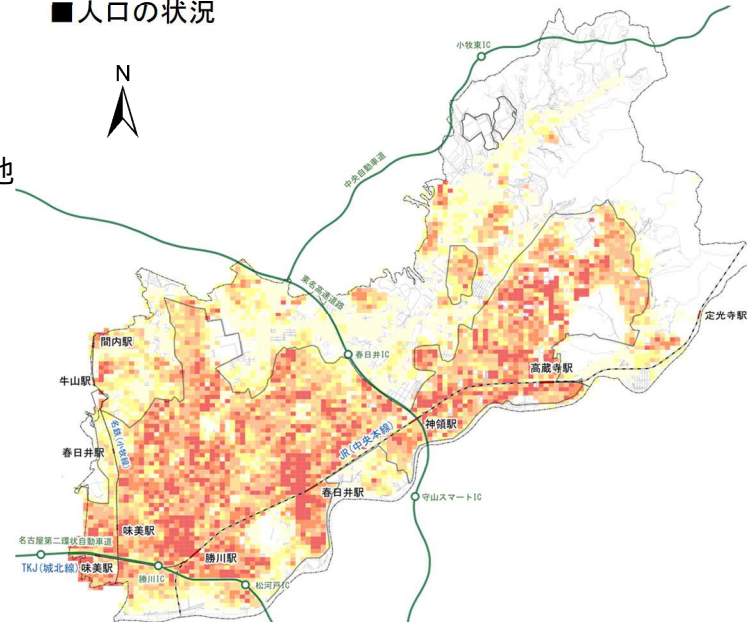 ■人口の状況
N
地
小牧東IC
中央自動車道
東名高速道路
定光寺駅
間内駅
春日井IC
高蔵寺駅
牛山駅
名鉄(小牧線)
神領駅
JR(中央本線)
春日井駅
春日井駅
守山スマートIC
味美駅
名古屋第二環状自動車道
勝川駅
TKJ(城北線)
味美駅
勝川IC
松河戸IC